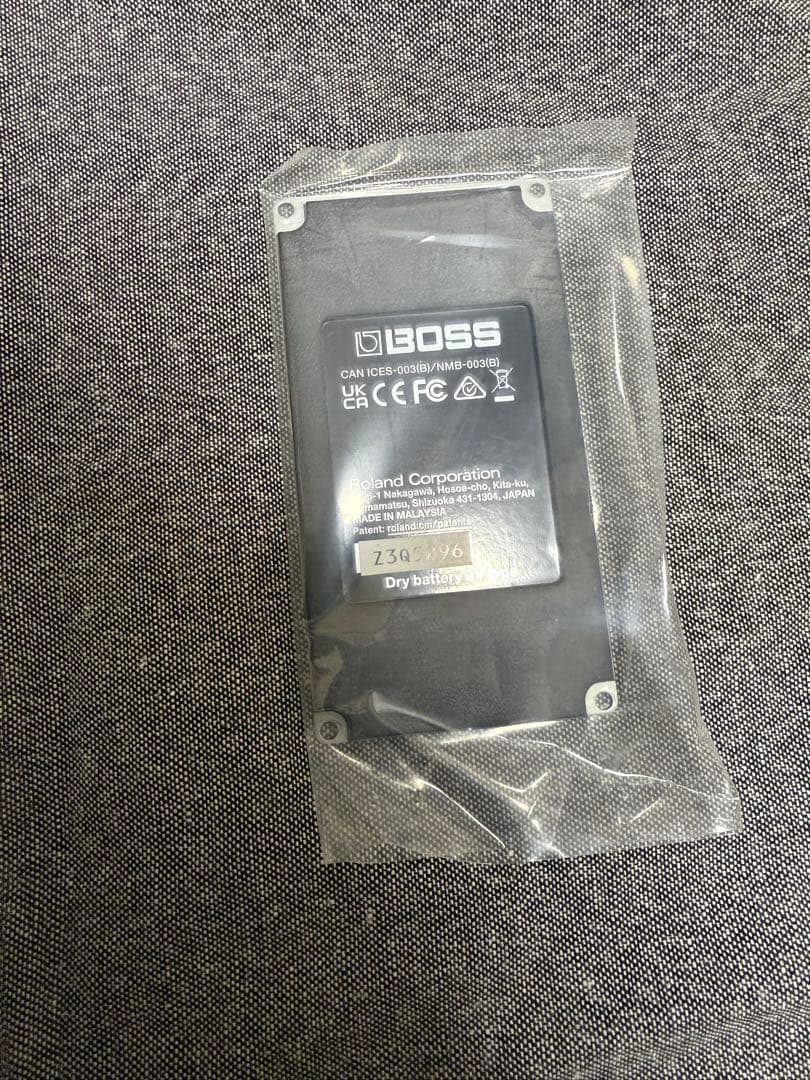 BOSS
CAN ICES-003(B)/NMB-003(B)
UK
CA CE FC
Roland Corporation
Nakagawa, Hosoe-cho, Kita-ku,
Shizuoka 431-1304, JAPAN
MADE IN MALAYSIA
Patent: roland.cm/patents
Dry battery